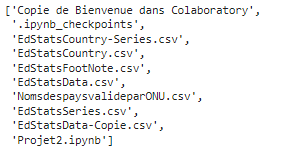 ['Copie de Bienvenue dans Colaboratory',
'.ipynb_checkpoints',
'EdStatsCountry-Series.csv',
'EdStatsCountry.csv',
'EdStatsFootNote.csv',
'EdStatsData.csv',
'NomsdespaysvalideparONU.csv',
'EdStatsSeries.csv',
'EdStatsData-Copie.csv',
'Projet2.ipynb']